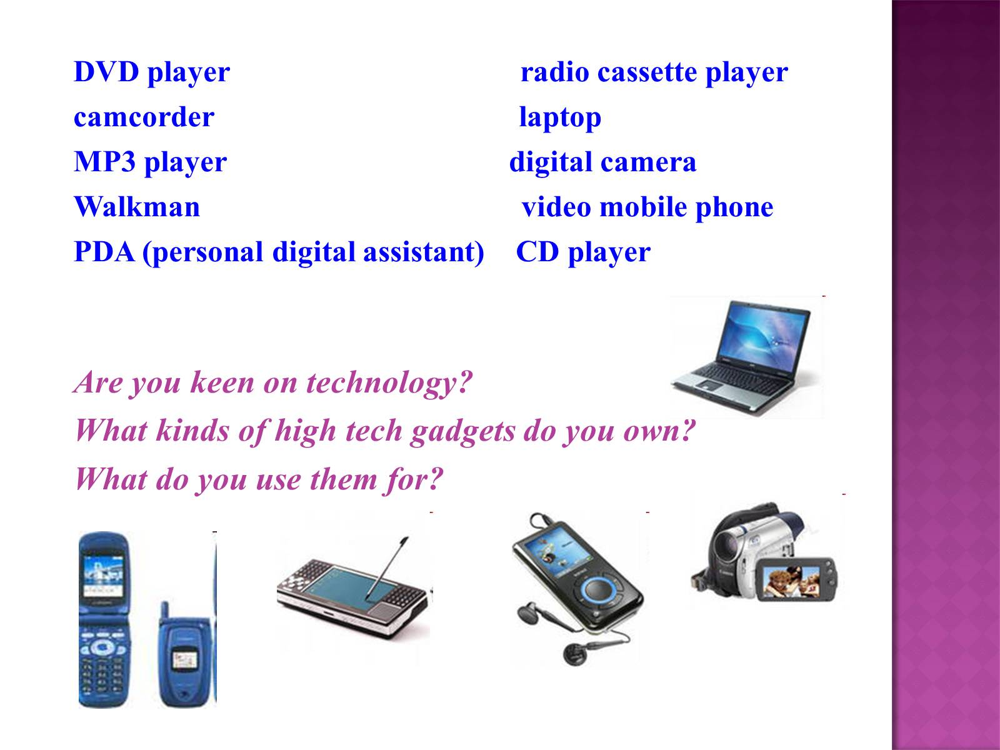 DVD player radio cassette player
camcorder laptop
MP3 player digital camera
Walkman video mobile phone
PDA (personal digital assistant) CD player
Are you keen on technology?
What kinds of high tech gadgets do you own?
What do you use them for?